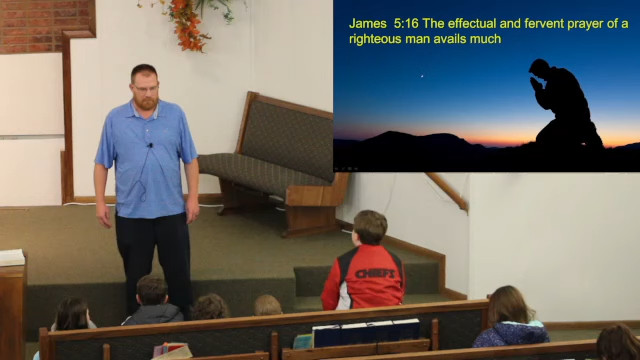 James  5:16 The effectual and fervent prayer of a
righteous man avails much
CHIEFS